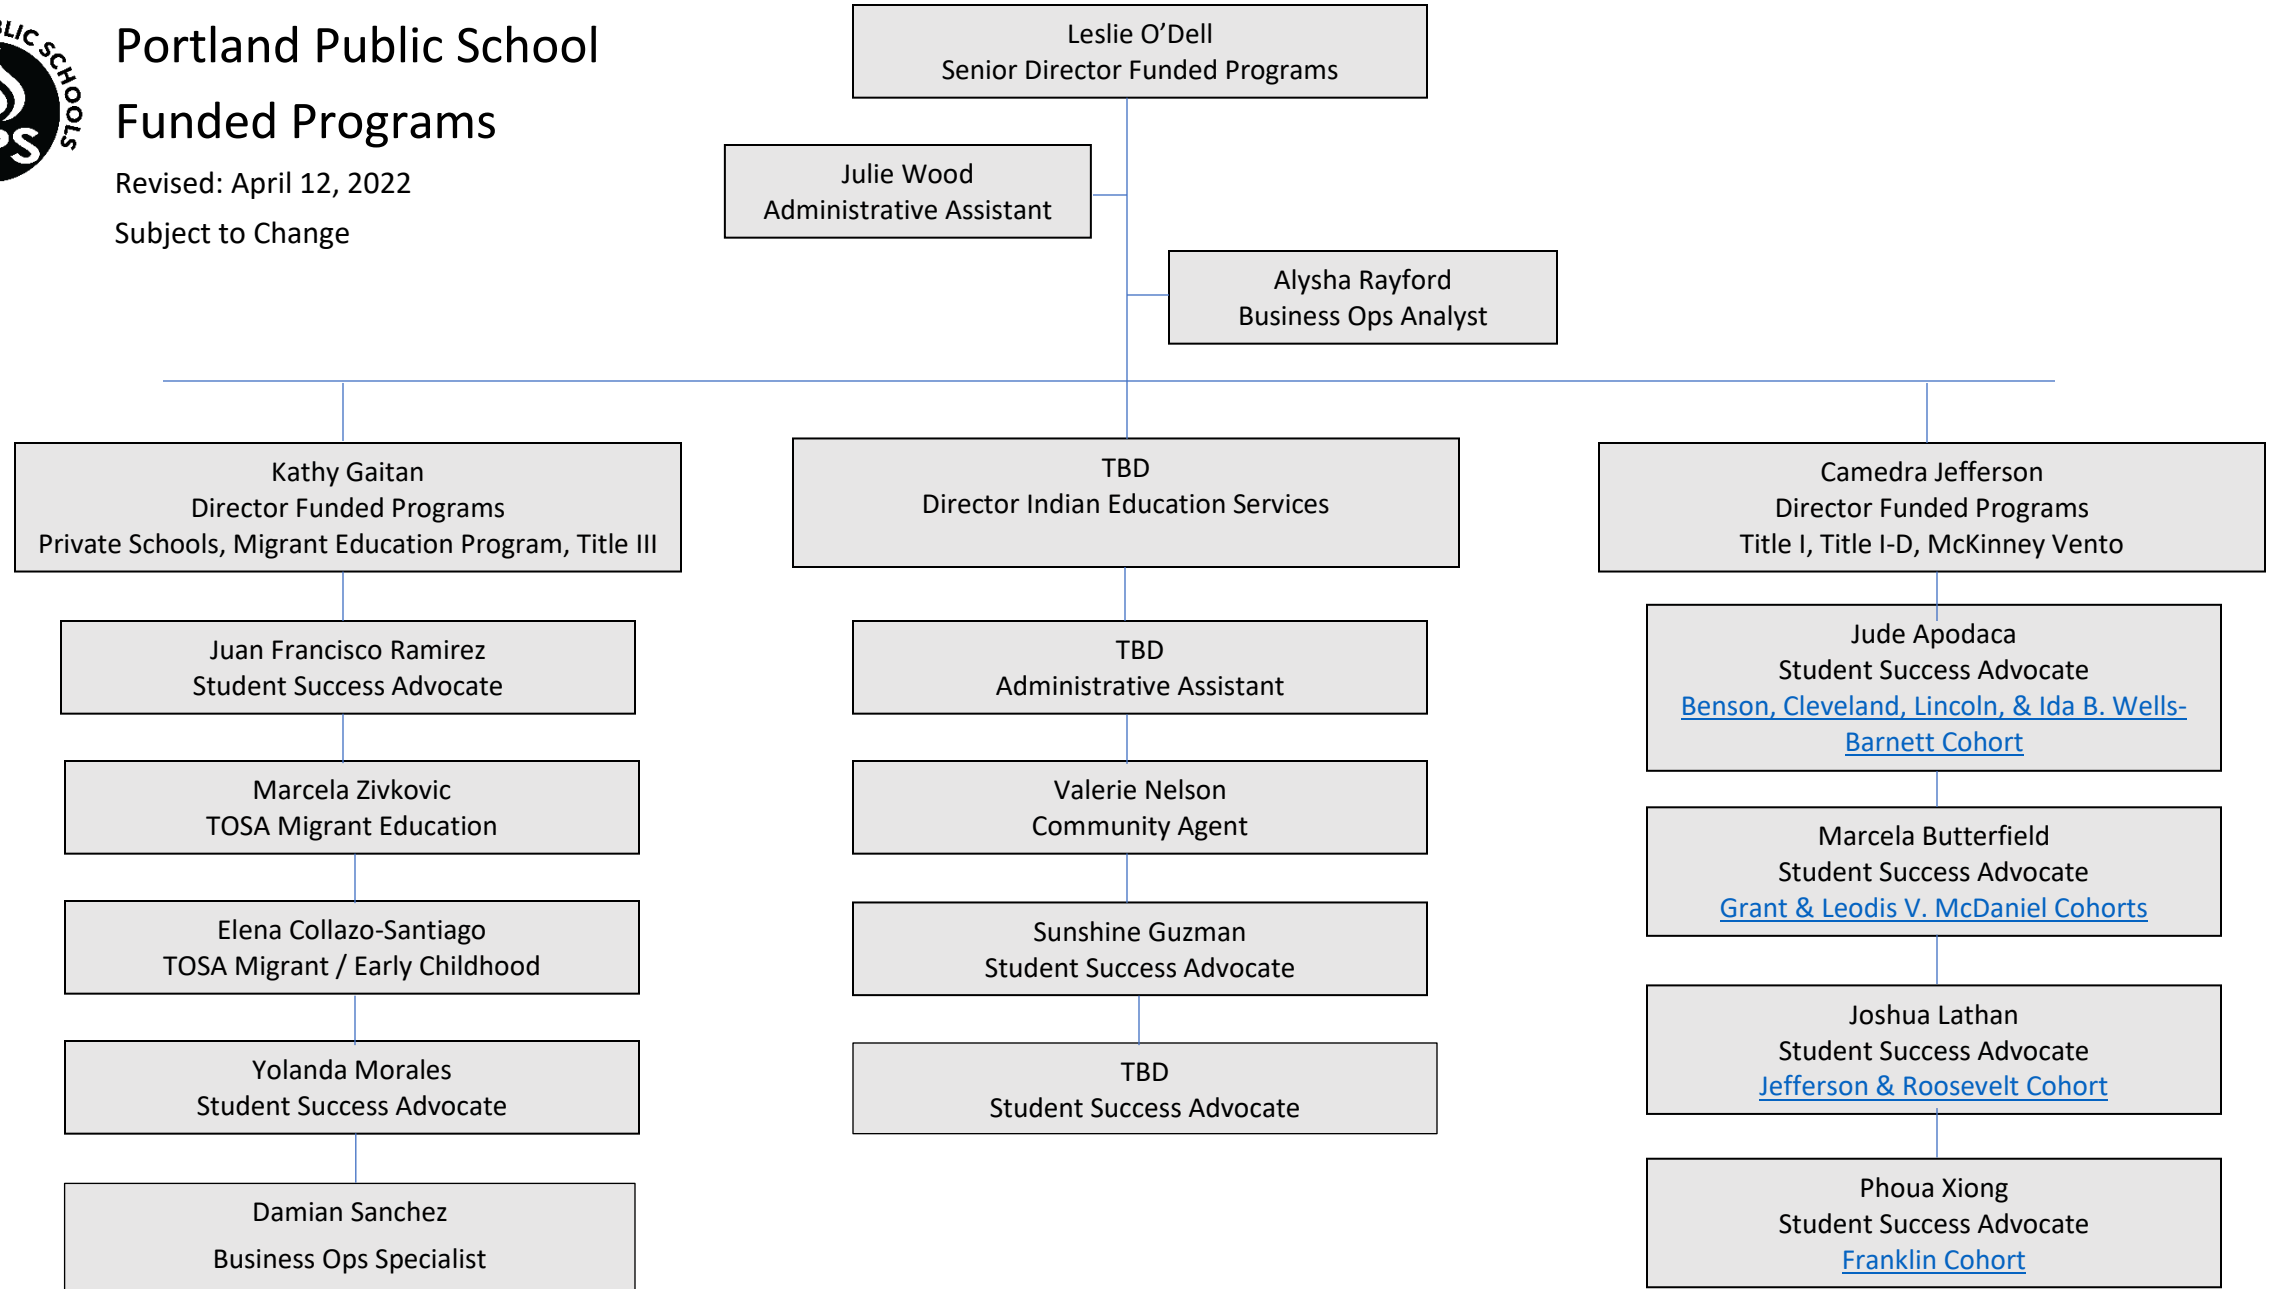 SCHOOLS
Portland Public School
Funded Programs
Revised: April 12, 2022
Subject to Change
Leslie O’Dell
Senior Director Funded Programs
Julie Wood
Administrative Assistant
Alysha Rayford
Business Ops Analyst
Kathy Gaitan
Director Funded Programs
Private Schools, Migrant Education Program, Title III
Juan Francisco Ramirez
Student Success Advocate
Marcela Zivkovic
TOSA Migrant Education
Elena Collazo-Santiago
TOSA Migrant / Early Childhood
Yolanda Morales
Student Success Advocate
Damian Sanchez
Business Ops Specialist
TBD
Director Indian Education Services
TBD
Administrative Assistant
Valerie Nelson
Community Agent
Sunshine Guzman
Student Success Advocate
TBD
Student Success Advocate
Camedra Jefferson
Director Funded Programs
Title I, Title I-D, McKinney Vento
Jude Apodaca
Student Success Advocate
Benson, Cleveland, Lincoln, & Ida B. Wells-
Barnett Cohort
Marcela Butterfield
Student Success Advocate
Grant & Leodis V. McDaniel Cohorts
Joshua Lathan
Student Success Advocate
Jefferson & Roosevelt Cohort
Phoua Xiong
Student Success Advocate
Franklin Cohort